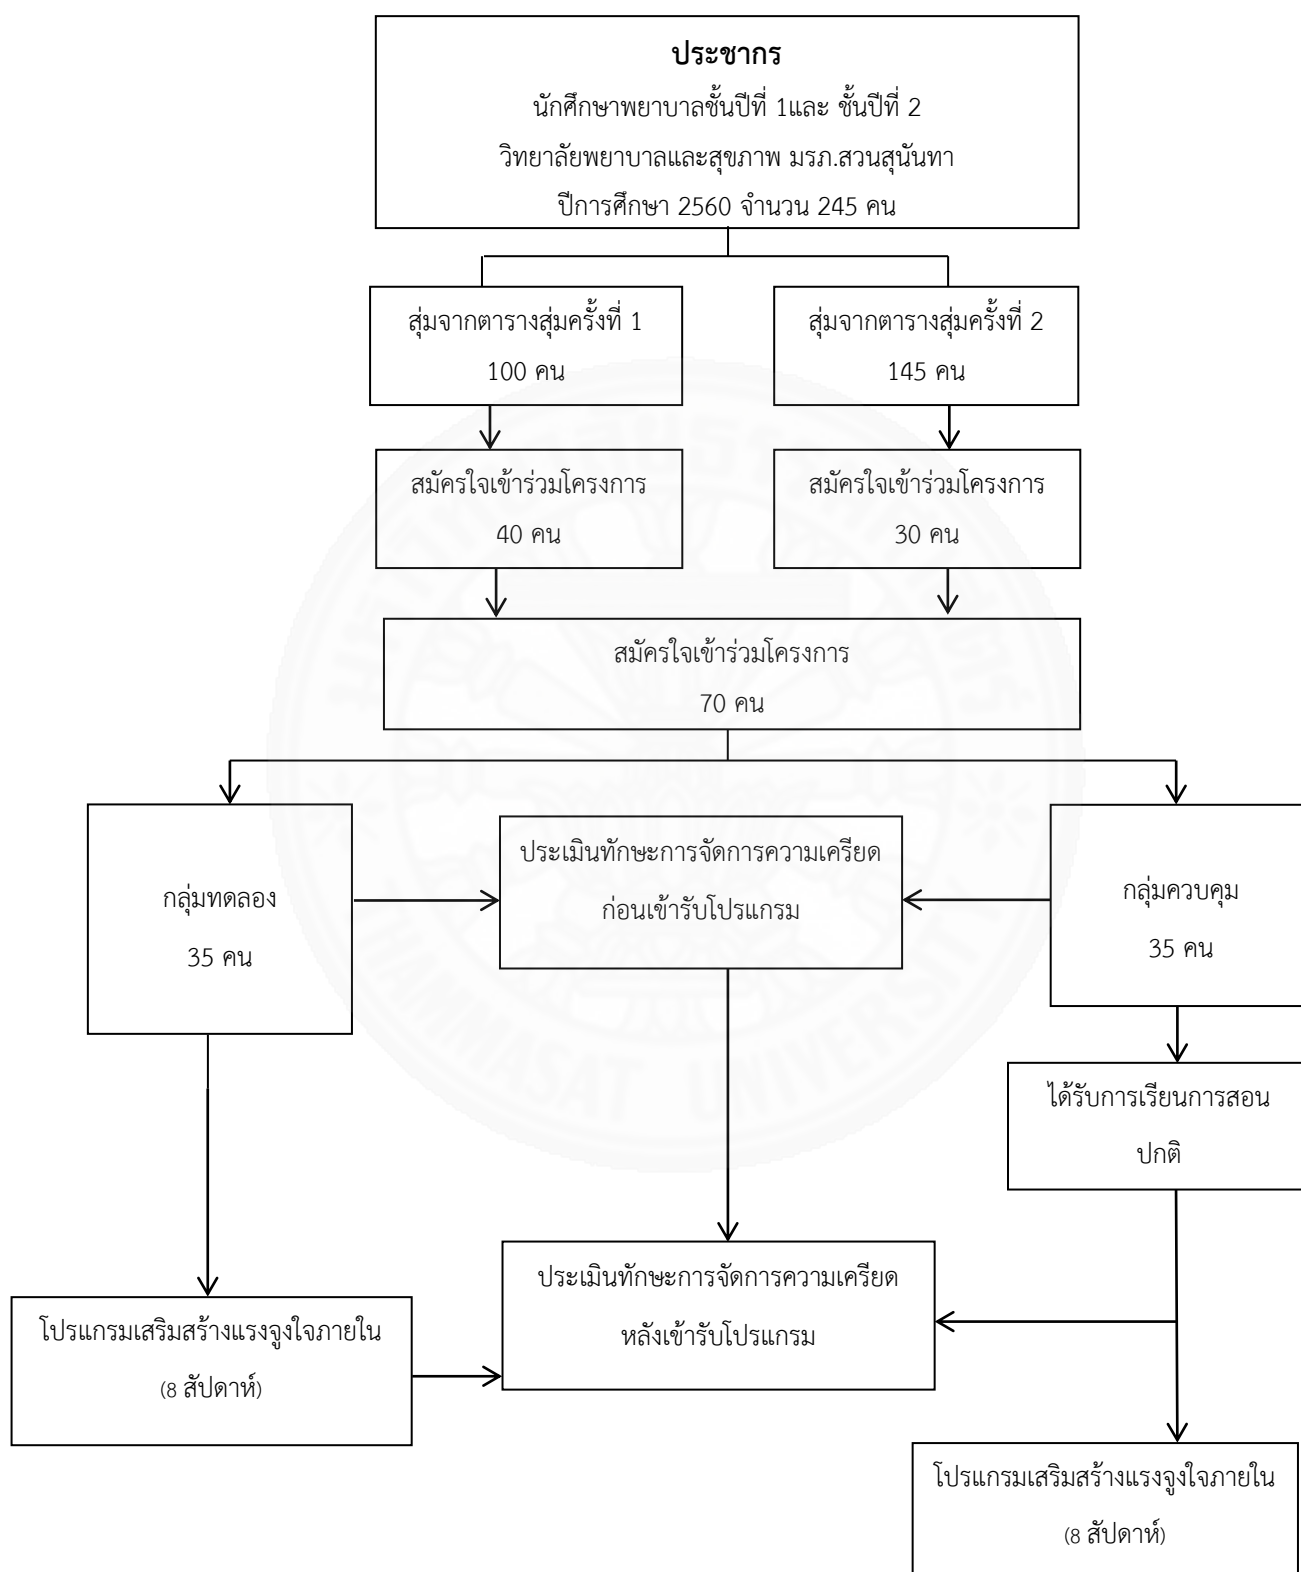 ประชากร
นักศึกษาพยาบาลชั้นปีที่ 1และ ชั้นปีที่ 2
วิทยาลัยพยาบาลและสุขภาพ มรภ.สวนสุนันทา
ปีการศึกษา 2560 จำนวน 245 คน
สุ่มจากตารางสุ่มครั้งที่ 1
100 คน
สุ่มจากตารางสุ่มครั้งที่ 2
145 คน
สมัครใจเข้าร่วมโครงการ
40 คน
สมัครใจเข้าร่วมโครงการ
30 คน
สมัครใจเข้าร่วมโครงการ
70 คน
กลุ่มทดลอง
35 คน
ประเมินทักษะการจัดการความเครียด
ก่อนเข้ารับโปรแกรม
กลุ่มควบคุม
35 คน
ได้รับการเรียนการสอน
ปกติ
ประเมินทักษะการจัดการความเครียด
หลังเข้ารับโปรแกรม
โปรแกรมเสริมสร้างแรงจูงใจภายใน
(8 สัปดาห์)
โปรแกรมเสริมสร้างแรงจูงใจภายใน
(8 สัปดาห์)